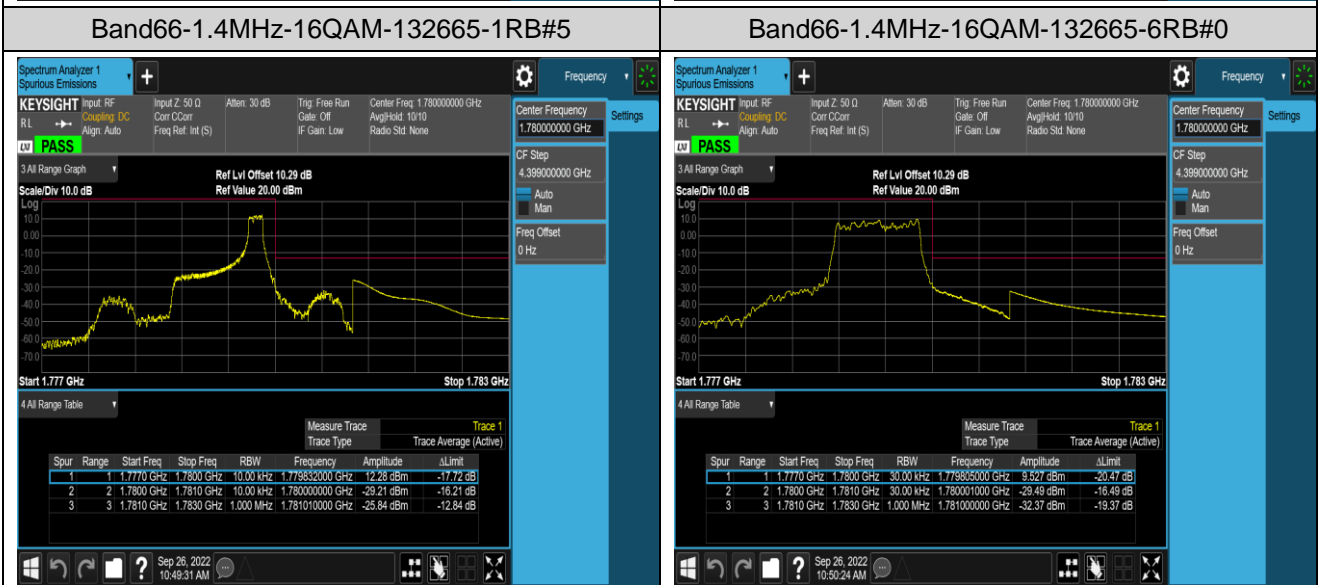 Band66-1.4MHz-16QAM-132665-1RB#5
Spectrum Analyzer 1
Spurious Emissions
+
Frequency
KEYSIGHT Input: RF Input Z: 50 Ω Atten: 30 dB Trig: Free Run Center Freq: 1.780000000 GHz
RL Coupling: DC Corr CCorr Gate: Off Avg|Hold: 10/10
Align: Auto Freq Ref: Int (S) IF Gain: Low Radio Std: None
LXI PASS
Center Frequency
1.780000000 GHz
Settings
CF Step
4.399000000 GHz
Auto
Man
Freq Offset
0 Hz
3 All Range Graph
Ref Lvl Offset 10.29 dB
Scale/Div 10.0 dB Ref Value 20.00 dBm
Log
10.0
0.00
-10.0
-20.0
-30.0
-40.0
-50.0
-60.0
-70.0
Start 1.777 GHz Stop 1.783 GHz
4 All Range Table
Measure Trace Trace 1
Trace Type Trace Average (Active)
Spur Range Start Freq Stop Freq RBW Frequency Amplitude ΔLimit
1 1 1.7770 GHz 1.7800 GHz 10.00 kHz 1.779832000 GHz 12.28 dBm -17.72 dB
2 2 1.7800 GHz 1.7810 GHz 10.00 kHz 1.780000000 GHz -29.21 dBm -16.21 dB
3 3 1.7810 GHz 1.7830 GHz 1.000 MHz 1.781010000 GHz -25.84 dBm -12.84 dB
?
Sep 26, 2022
10:49:31 AM
Band66-1.4MHz-16QAM-132665-6RB#0
Spectrum Analyzer 1
Spurious Emissions
+
Frequency
KEYSIGHT Input: RF Input Z: 50 Ω Atten: 30 dB Trig: Free Run Center Freq: 1.780000000 GHz
RL Coupling: DC Corr CCorr Gate: Off Avg|Hold: 10/10
Align: Auto Freq Ref: Int (S) IF Gain: Low Radio Std: None
LXI PASS
Center Frequency
1.780000000 GHz
Settings
CF Step
4.399000000 GHz
Auto
Man
Freq Offset
0 Hz
3 All Range Graph
Ref Lvl Offset 10.29 dB
Scale/Div 10.0 dB Ref Value 20.00 dBm
Log
10.0
0.00
-10.0
-20.0
-30.0
-40.0
-50.0
-60.0
-70.0
Start 1.777 GHz Stop 1.783 GHz
4 All Range Table
Measure Trace Trace 1
Trace Type Trace Average (Active)
Spur Range Start Freq Stop Freq RBW Frequency Amplitude ΔLimit
1 1 1.7770 GHz 1.7800 GHz 30.00 kHz 1.779805000 GHz 9.527 dBm -20.47 dB
2 2 1.7800 GHz 1.7810 GHz 30.00 kHz 1.780001000 GHz -29.49 dBm -16.49 dB
3 3 1.7810 GHz 1.7830 GHz 1.000 MHz 1.781000000 GHz -32.37 dBm -19.37 dB
?
Sep 26, 2022
10:50:24 AM